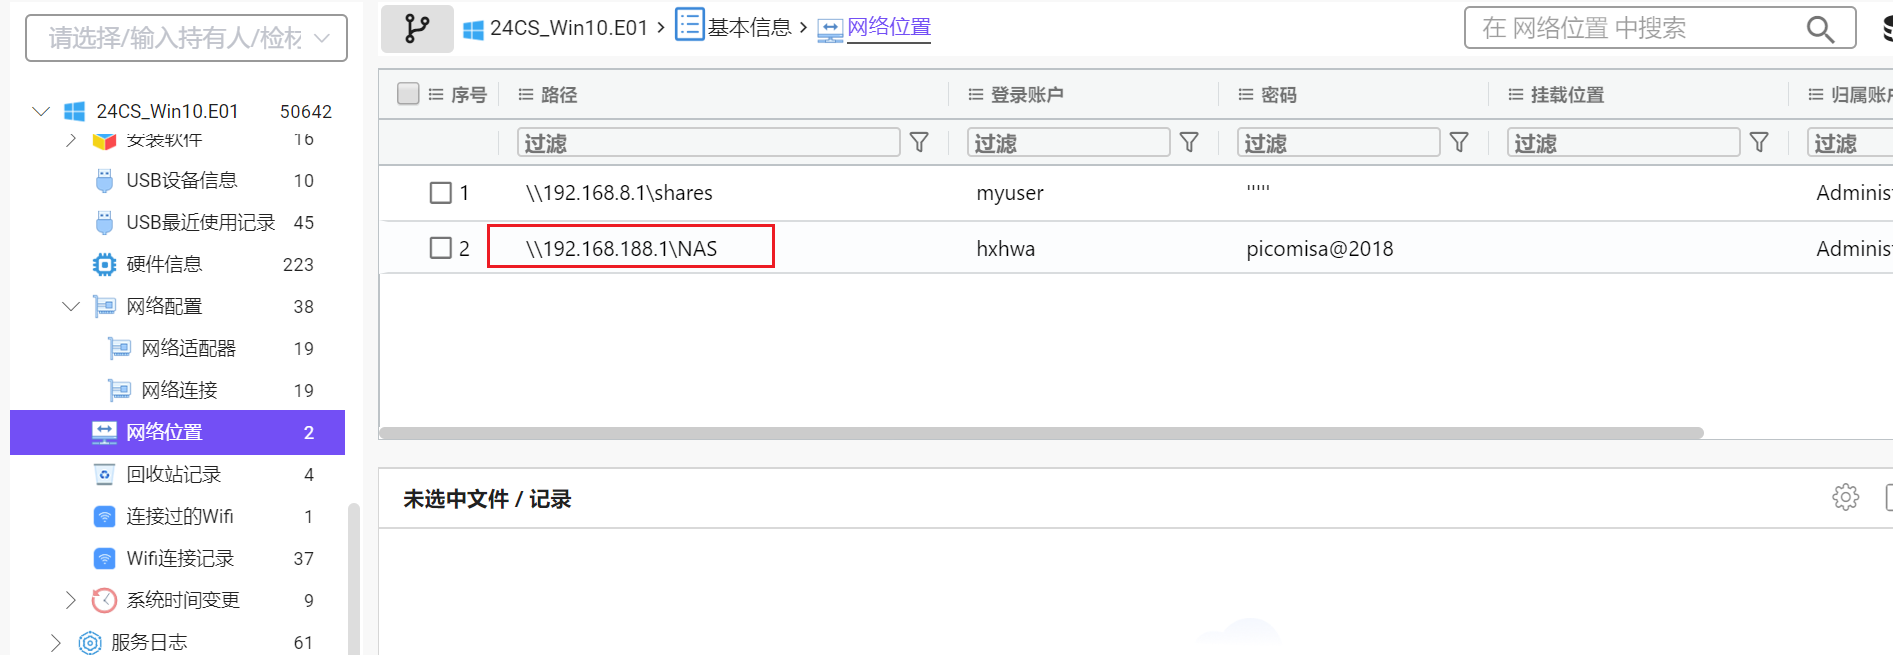 请选择/输入持有人/检材
24CS_Win10.E01 50642
安装软件 16
USB设备信息 10
USB最近使用记录 45
硬件信息 223
网络配置 38
网络适配器 19
网络连接 19
网络位置 2
回收站记录 4
连接过的Wifi 1
Wifi连接记录 37
系统时间变更 9
服务日志 61
24CS_Win10.E01 > 基本信息 > 网络位置
在 网络位置 中搜索
序号 路径 登录账户 密码 挂载位置 归属账户
过滤 过滤 过滤 过滤 过滤
1 \\192.168.8.1\shares myuser ''''' Adminis
2 \\192.168.188.1\NAS hxhwa picomisa@2018 Adminis
未选中文件 / 记录